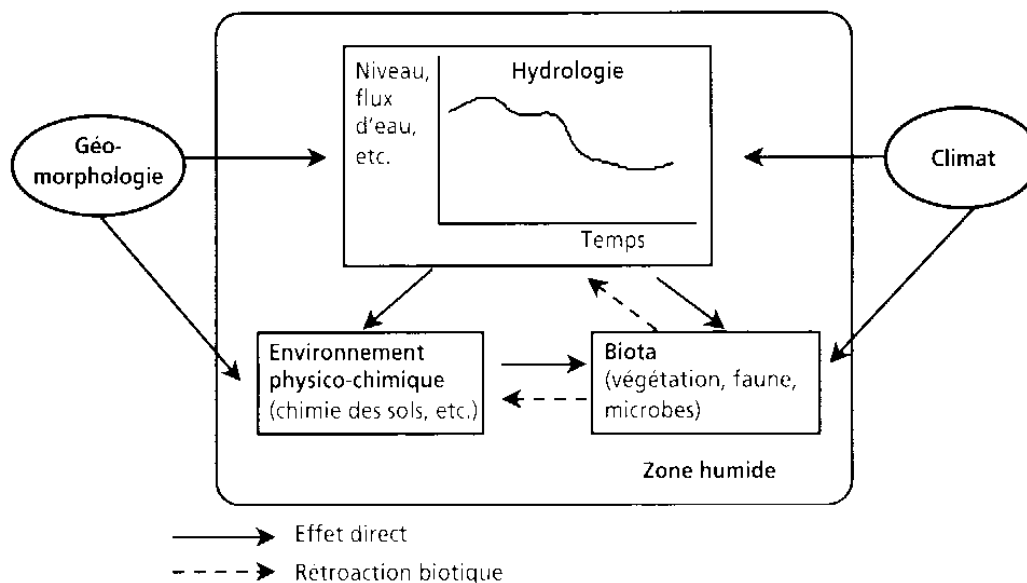 Niveau,
flux
d'eau,
etc.
Hydrologie
Temps
Géo-
morphologie
Climat
Environnement
physico-chimique
(chimie des sols, etc.)
Biota
(végétation, faune,
microbes)
Zone humide
Effet direct
Rétroaction biotique